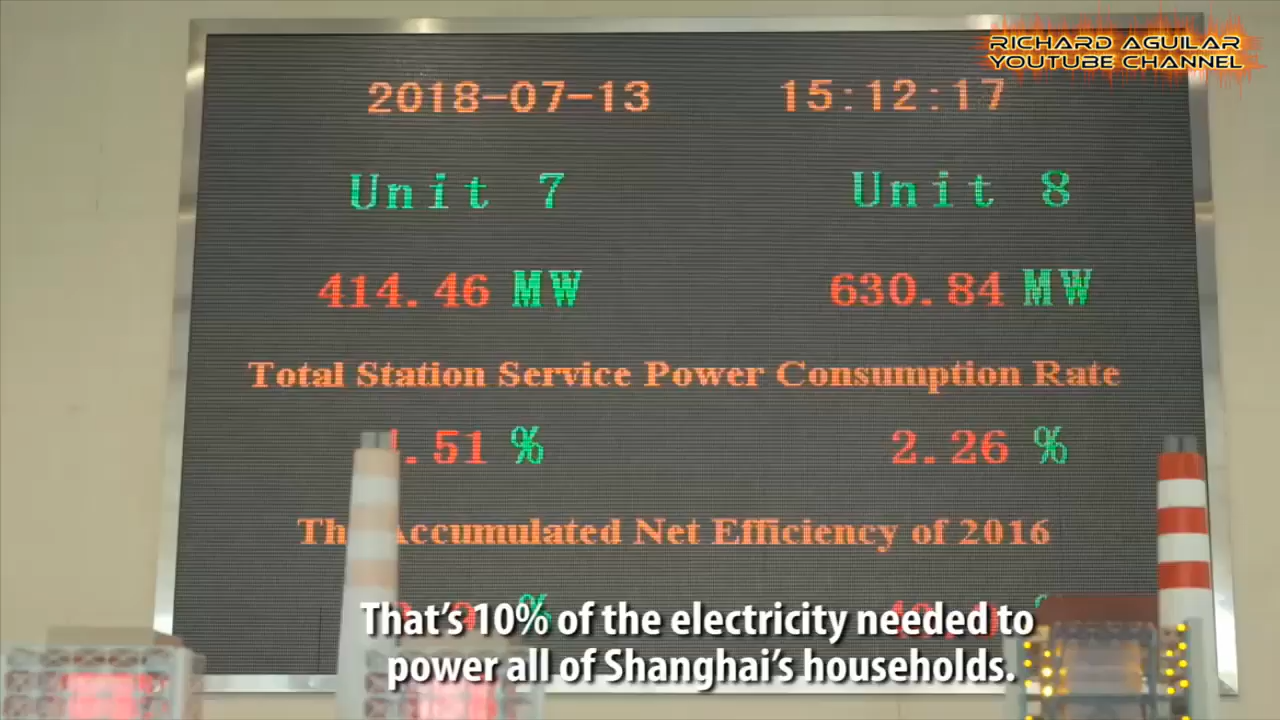 RICHARD AGUILAR
YOUTUBE CHANNEL
2018-07-13 15:12:17
Unit 7 Unit 8
414.46 MW 630.84 MW
Total Station Service Power Consumption Rate
.51 % 2.26 %
Accumulated Net Efficiency of 2016
That's 10% of the electricity needed to
power all of Shanghai's households.